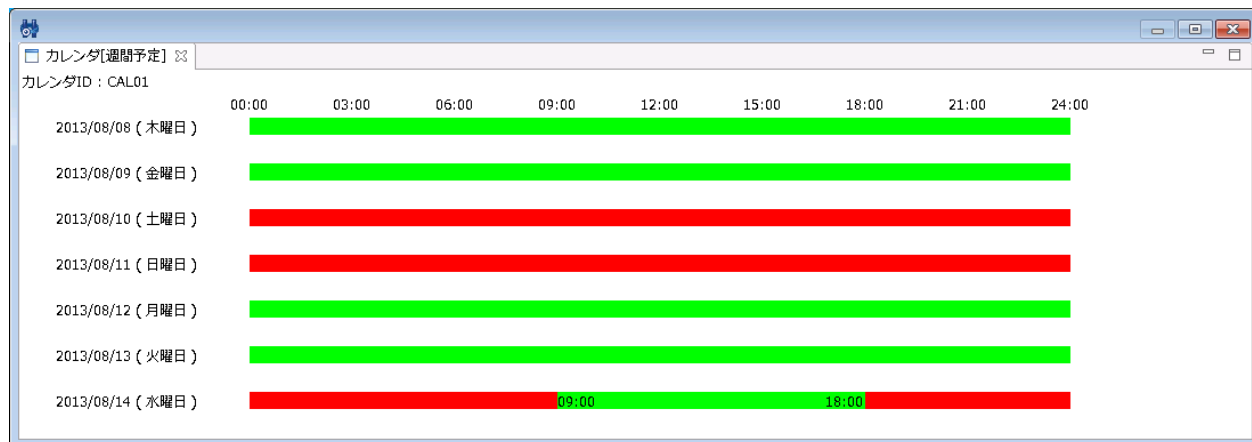 カレンダ[週間予定]
カレンダID：CAL01
00:00 03:00 06:00 09:00 12:00 15:00 18:00 21:00 24:00
2013/08/08 ( 木曜日 )
2013/08/09 ( 金曜日 )
2013/08/10 ( 土曜日 )
2013/08/11 ( 日曜日 )
2013/08/12 ( 月曜日 )
2013/08/13 ( 火曜日 )
2013/08/14 ( 水曜日 ) 09:00 18:00